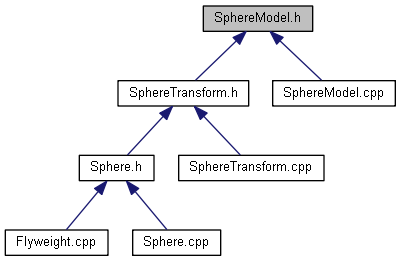 SphereModel.h
SphereTransform.h
SphereModel.cpp
Sphere.h
SphereTransform.cpp
Flyweight.cpp
Sphere.cpp